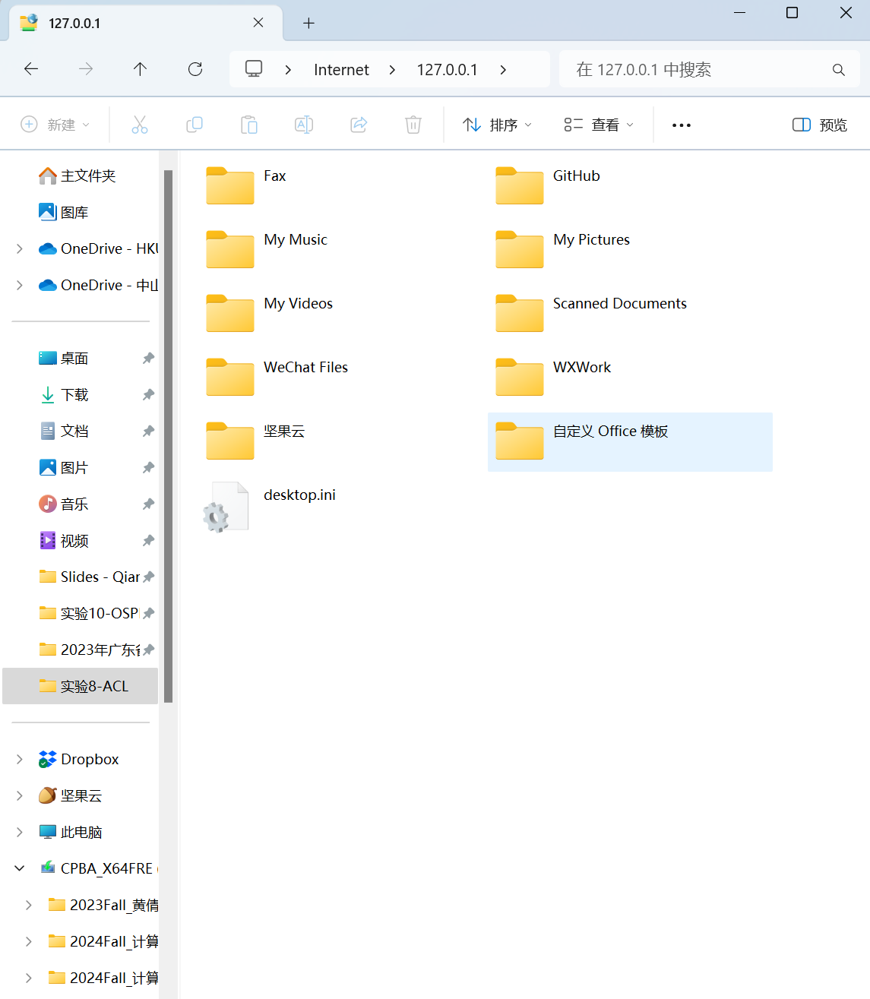 127.0.0.1
Internet 127.0.0.1
在 127.0.0.1 中搜索
新建
排序
查看
预览
主文件夹
图库
OneDrive - HKU
OneDrive - 中山
桌面
下载
文档
图片
音乐
视频
Slides - Qian
实验10-OSP
2023年广东省
实验8-ACL
Dropbox
坚果云
此电脑
CPBA_X64FRE
2023Fall_黄倩
2024Fall_计算
2024Fall_计算
Fax
GitHub
My Music
My Pictures
My Videos
Scanned Documents
WeChat Files
WXWork
坚果云
自定义 Office 模板
desktop.ini